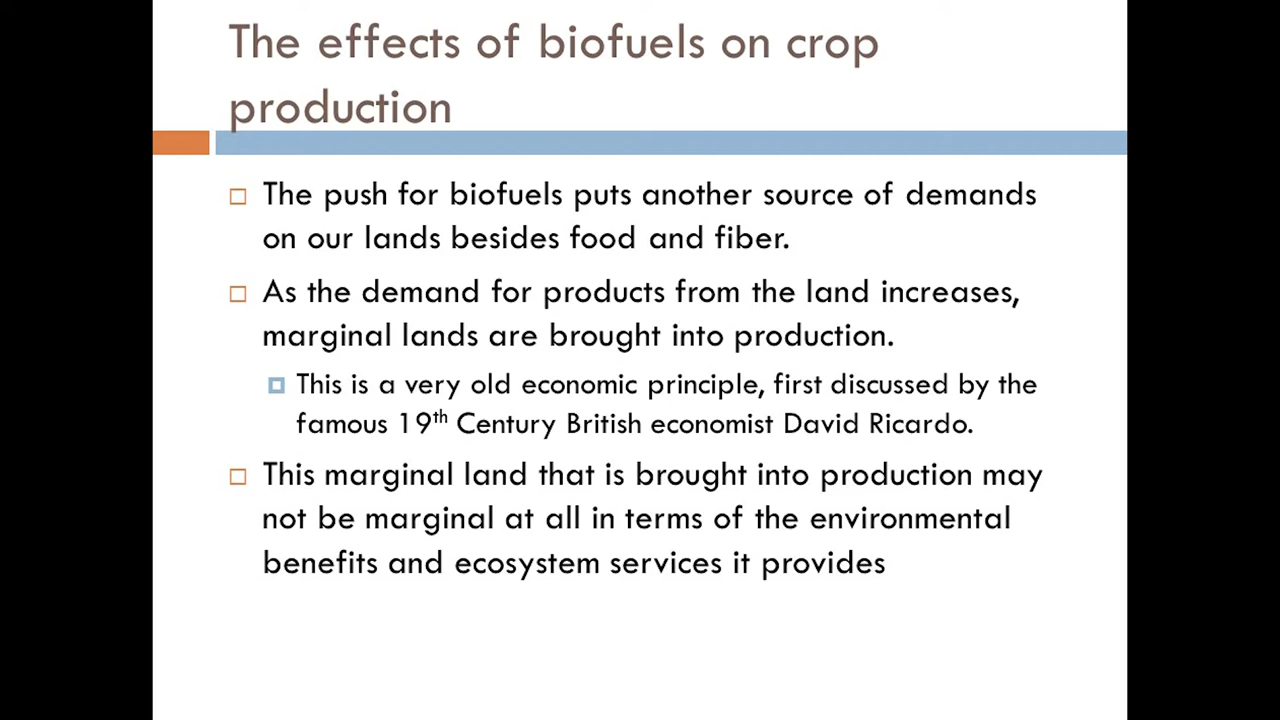 The effects of biofuels on crop
production
The push for biofuels puts another source of demands
on our lands besides food and fiber.
As the demand for products from the land increases,
marginal lands are brought into production.
This is a very old economic principle, first discussed by the
famous 19th Century British economist David Ricardo.
This marginal land that is brought into production may
not be marginal at all in terms of the environmental
benefits and ecosystem services it provides